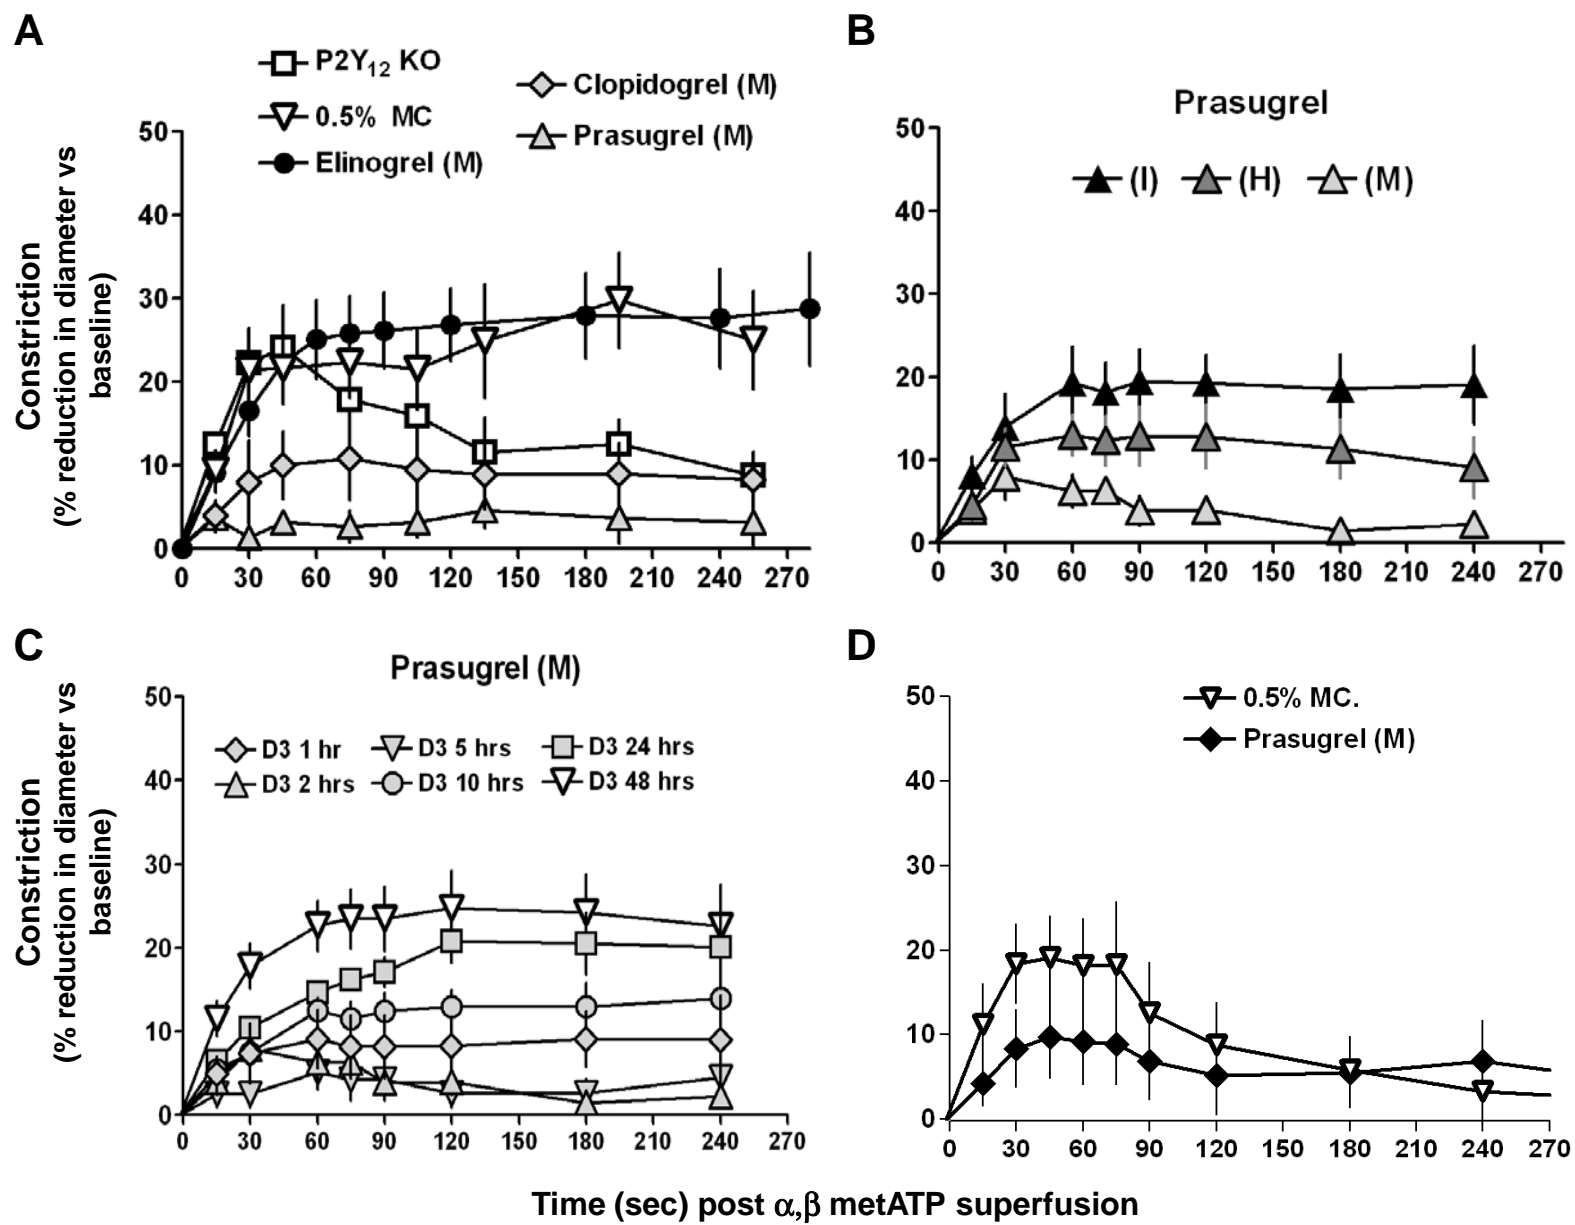 A
P2Y12 KO
0.5% MC
Elinogrel (M)
Clopidogrel (M)
Prasugrel (M)
Constriction
(% reduction in diameter vs
baseline)
50
40
30
20
10
0
0 30 60 90 120 150 180 210 240 270
B
Prasugrel
(I) (H) (M)
50
40
30
20
10
0
0 30 60 90 120 150 180 210 240 270
C
Prasugrel (M)
D3 1 hr D3 5 hrs D3 24 hrs
D3 2 hrs D3 10 hrs D3 48 hrs
Constriction
(% reduction in diameter vs
baseline)
50
40
30
20
10
0
0 30 60 90 120 150 180 210 240 270
D
0.5% MC.
Prasugrel (M)
50
40
30
20
10
0
0 30 60 90 120 150 180 210 240 270
Time (sec) post α,β metATP superfusion